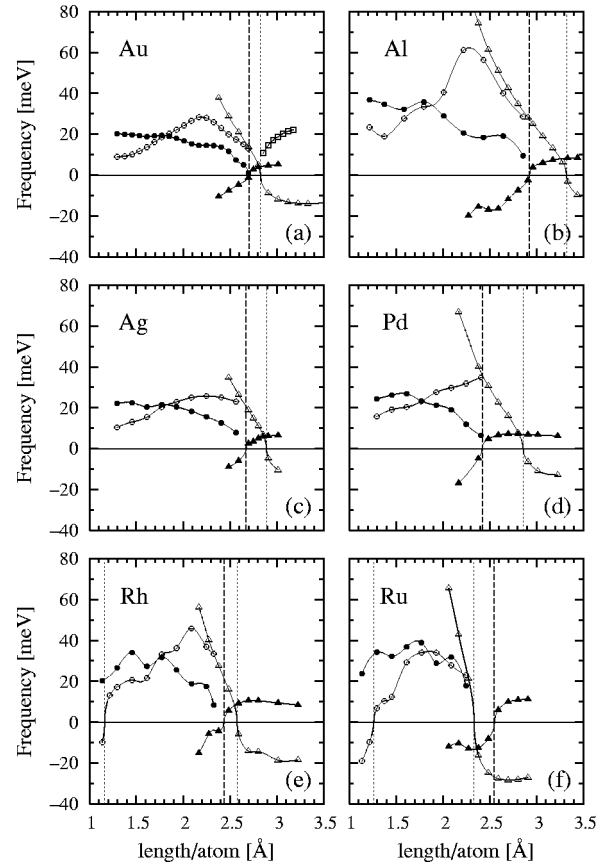 80
60
40
20
0
−20
−40
Frequency [meV]
Au
(a)
Al
(b)
80
60
40
20
0
−20
−40
Frequency [meV]
Ag
(c)
Pd
(d)
80
60
40
20
0
−20
−40
Frequency [meV]
Rh
(e)
Ru
(f)
1 1.5 2 2.5 3 3.5
1 1.5 2 2.5 3 3.5
length/atom [Å]
length/atom [Å]